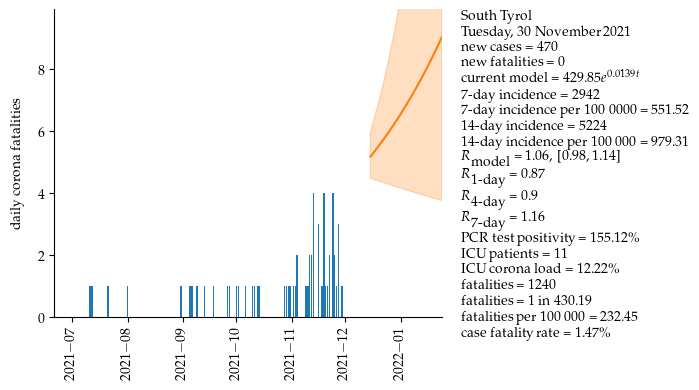 South Tyrol
Tuesday, 30 November 2021
new cases = 470
new fatalities = 0
current model = 429.85e^0.0139t
7-day incidence = 2942
7-day incidence per 100 0000 = 551.52
14-day incidence = 5224
14-day incidence per 100 000 = 979.31
R_model = 1.06, [0.98, 1.14]
R_1-day = 0.87
R_4-day = 0.9
R_7-day = 1.16
PCR test positivity = 155.12%
ICU patients = 11
ICU corona load = 12.22%
fatalities = 1240
fatalities = 1 in 430.19
fatalities per 100 000 = 232.45
case fatality rate = 1.47%
daily corona fatalities
8
6
4
2
0
2021−07
2021−08
2021−09
2021−10
2021−11
2021−12
2022−01